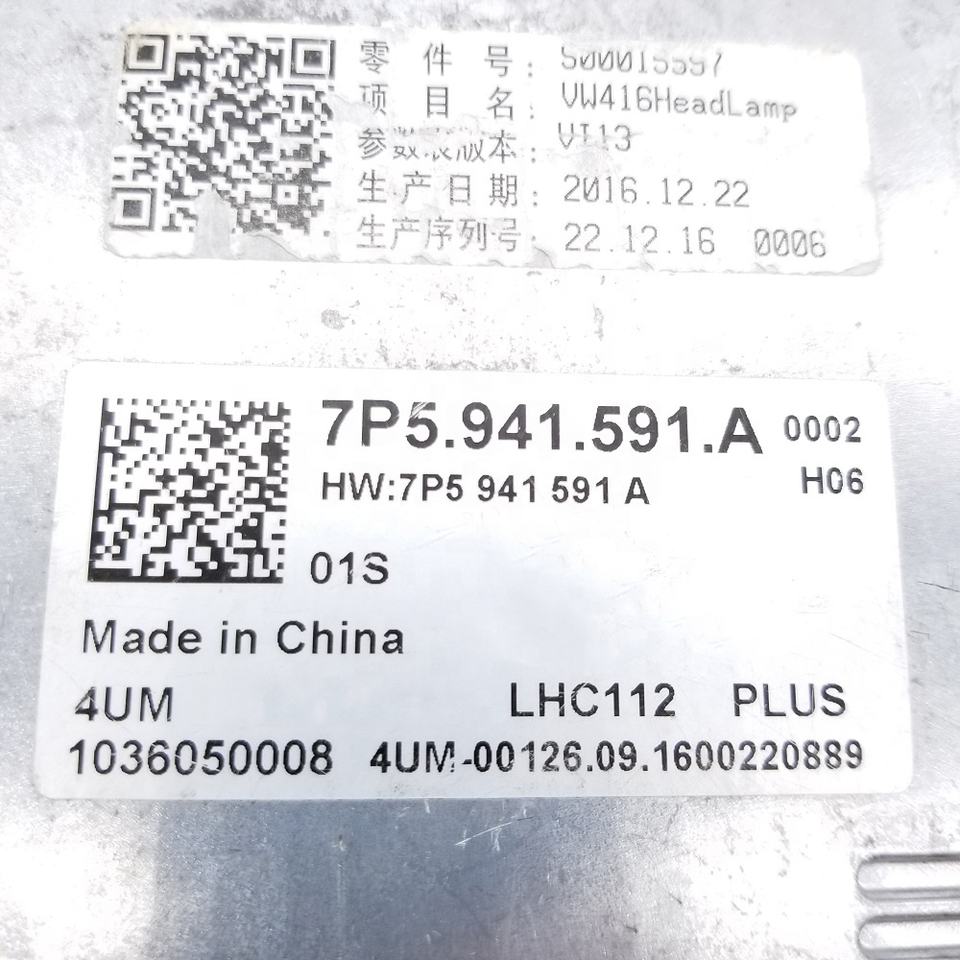 零件号: S000155597
项目名: VW416HeadLamp
参数表版本: VI13
生产日期: 2016.12.22
生产序列号: 22.12.16 0006
7P5.941.591.A 0002
HW:7P5 941 591 A H06
01S
Made in China
4UM LHC112 PLUS
1036050008 4UM-00126.09.1600220889